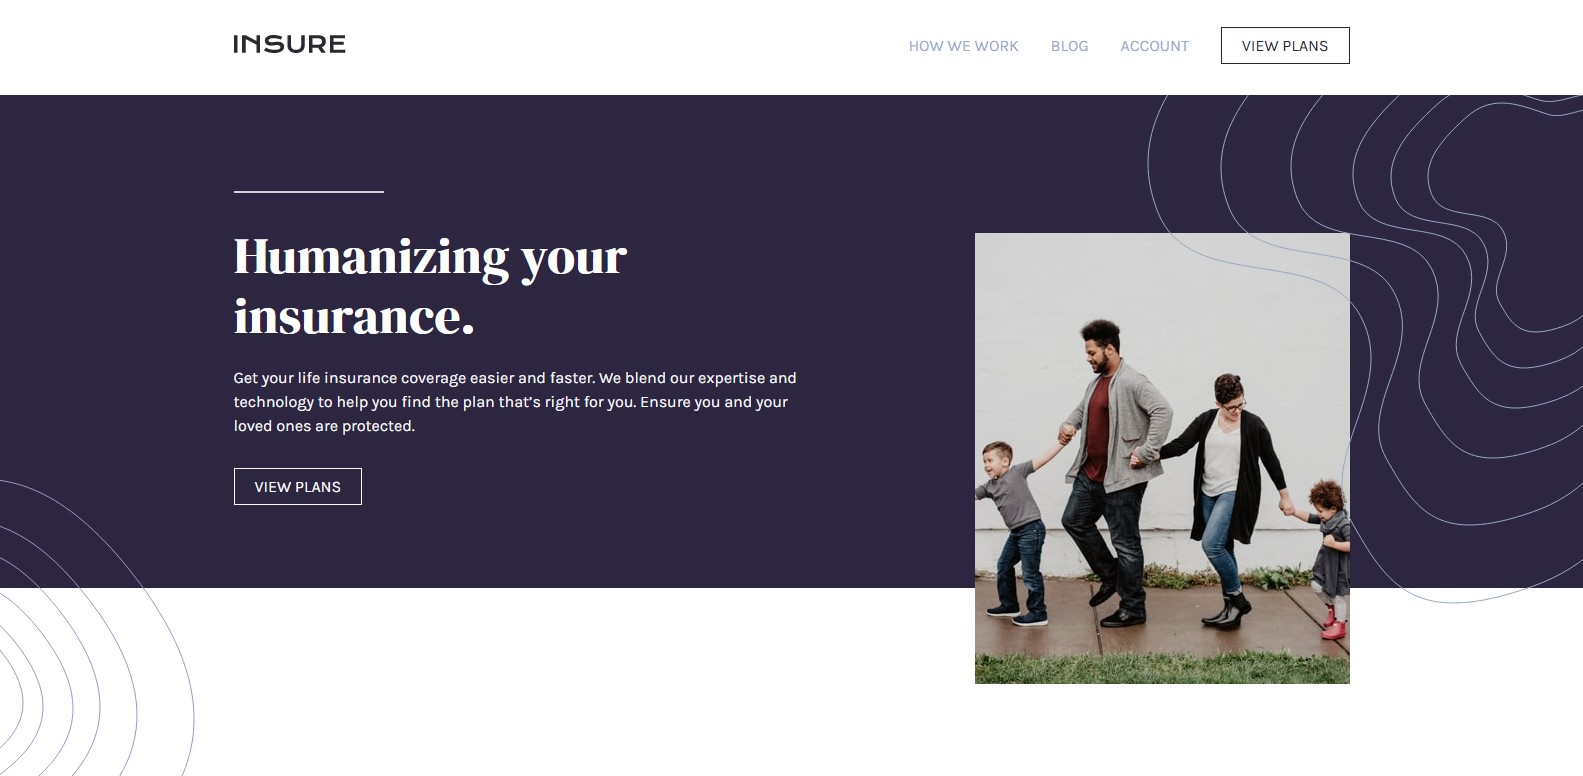 INSURE
HOW WE WORK
BLOG
ACCOUNT
VIEW PLANS
Humanizing your
insurance.
Get your life insurance coverage easier and faster. We blend our expertise and
technology to help you find the plan that's right for you. Ensure you and your
loved ones are protected.
VIEW PLANS